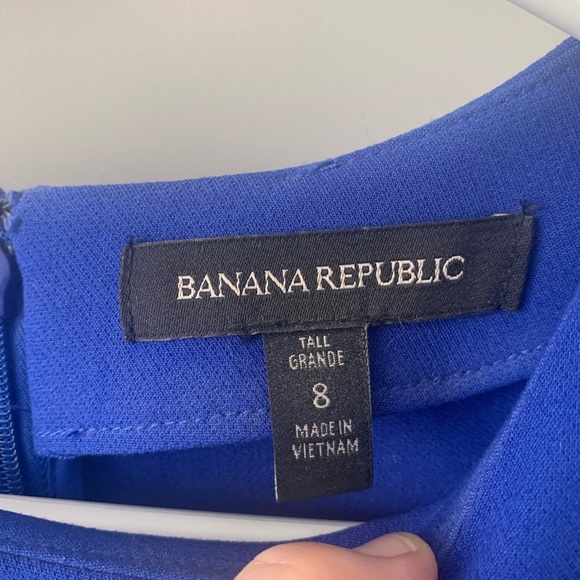 BANANA REPUBLIC
TALL
GRANDE
8
MADE IN
VIETNAM